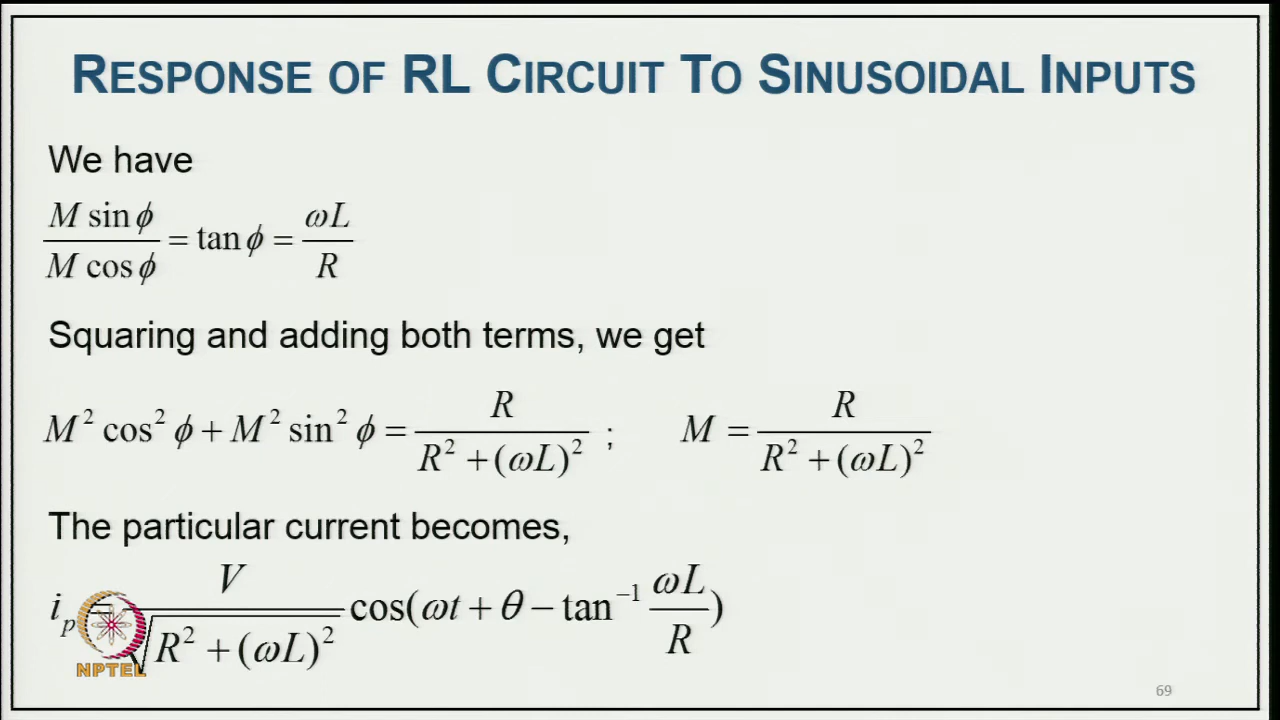 RESPONSE OF RL CIRCUIT TO SINUSOIDAL INPUTS
We have
M sin ϕ / M cos ϕ = tan ϕ = ωL / R
Squaring and adding both terms, we get
M² cos² ϕ + M² sin² ϕ = R / R² + (ωL)² ; M = R / R² + (ωL)²
The particular current becomes,
iₚ = V / √R² + (ωL)² cos(ωt + θ − tan⁻¹ ωL / R)
NPTEL
69